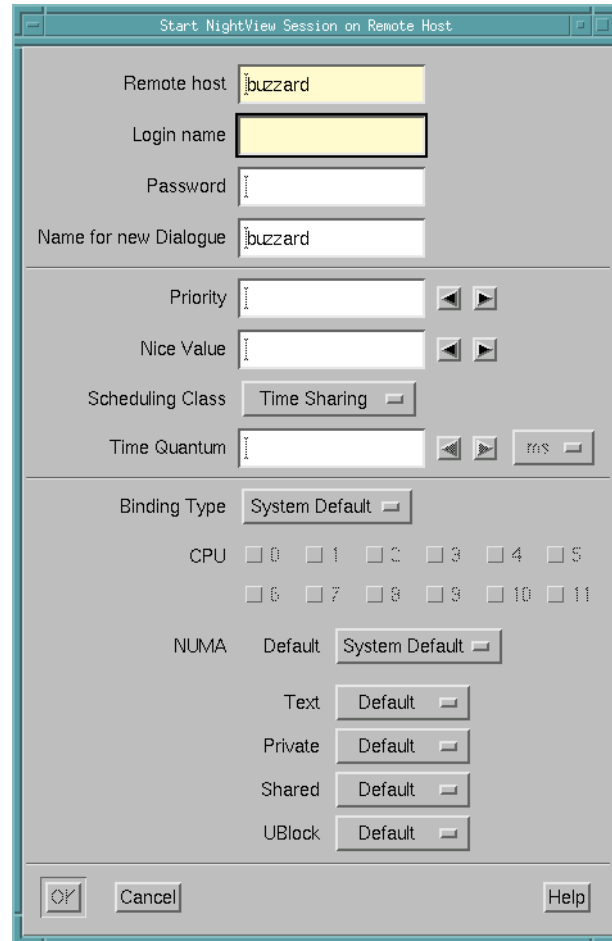 Start NightView Session on Remote Host
Remote host buzzard
Login name
Password
Name for new Dialogue buzzard
Priority
Nice Value
Scheduling Class Time Sharing
Time Quantum ms
Binding Type System Default
CPU 0 1 2 3 4 5
6 7 8 9 10 11
NUMA Default System Default
Text Default
Private Default
Shared Default
UBlock Default
OK Cancel Help